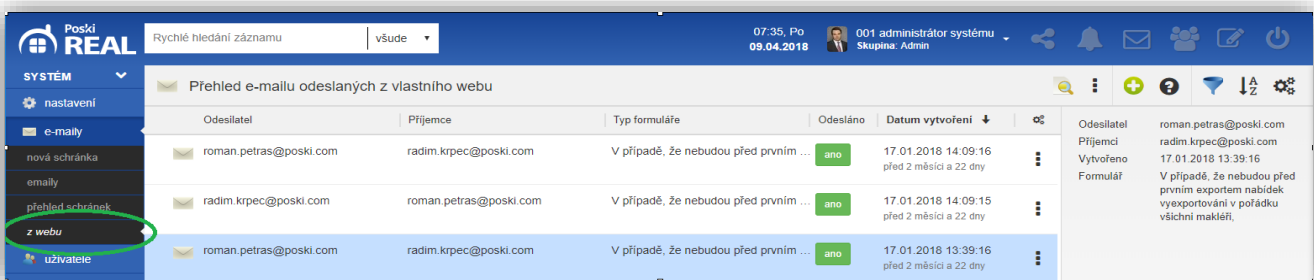 Poski
REAL
Rychlé hledání záznamu
všude
07:35, Po
09.04.2018
001 administrátor systému
Skupina: Admin
SYSTÉM
nastavení
e-maily
nová schránka
emaily
přehled schránek
z webu
uživatele
Přehled e-mailu odeslaných z vlastního webu
Odesilatel Příjemce Typ formuláře Odesláno Datum vytvoření
roman.petras@poski.com radim.krpec@poski.com V případě, že nebudou před prvním ... ano 17.01.2018 14:09:16
před 2 měsíci a 22 dny
radim.krpec@poski.com roman.petras@poski.com V případě, že nebudou před prvním ... ano 17.01.2018 14:09:15
před 2 měsíci a 22 dny
roman.petras@poski.com radim.krpec@poski.com V případě, že nebudou před prvním ... ano 17.01.2018 13:39:16
před 2 měsíci a 22 dny
Odesilatel roman.petras@poski.com
Příjemci radim.krpec@poski.com
Vytvořeno 17.01.2018 13:39:16
Formulář V případě, že nebudou před
prvním exportem nabídek
vyexportováni v pořádku
všichni makléři,